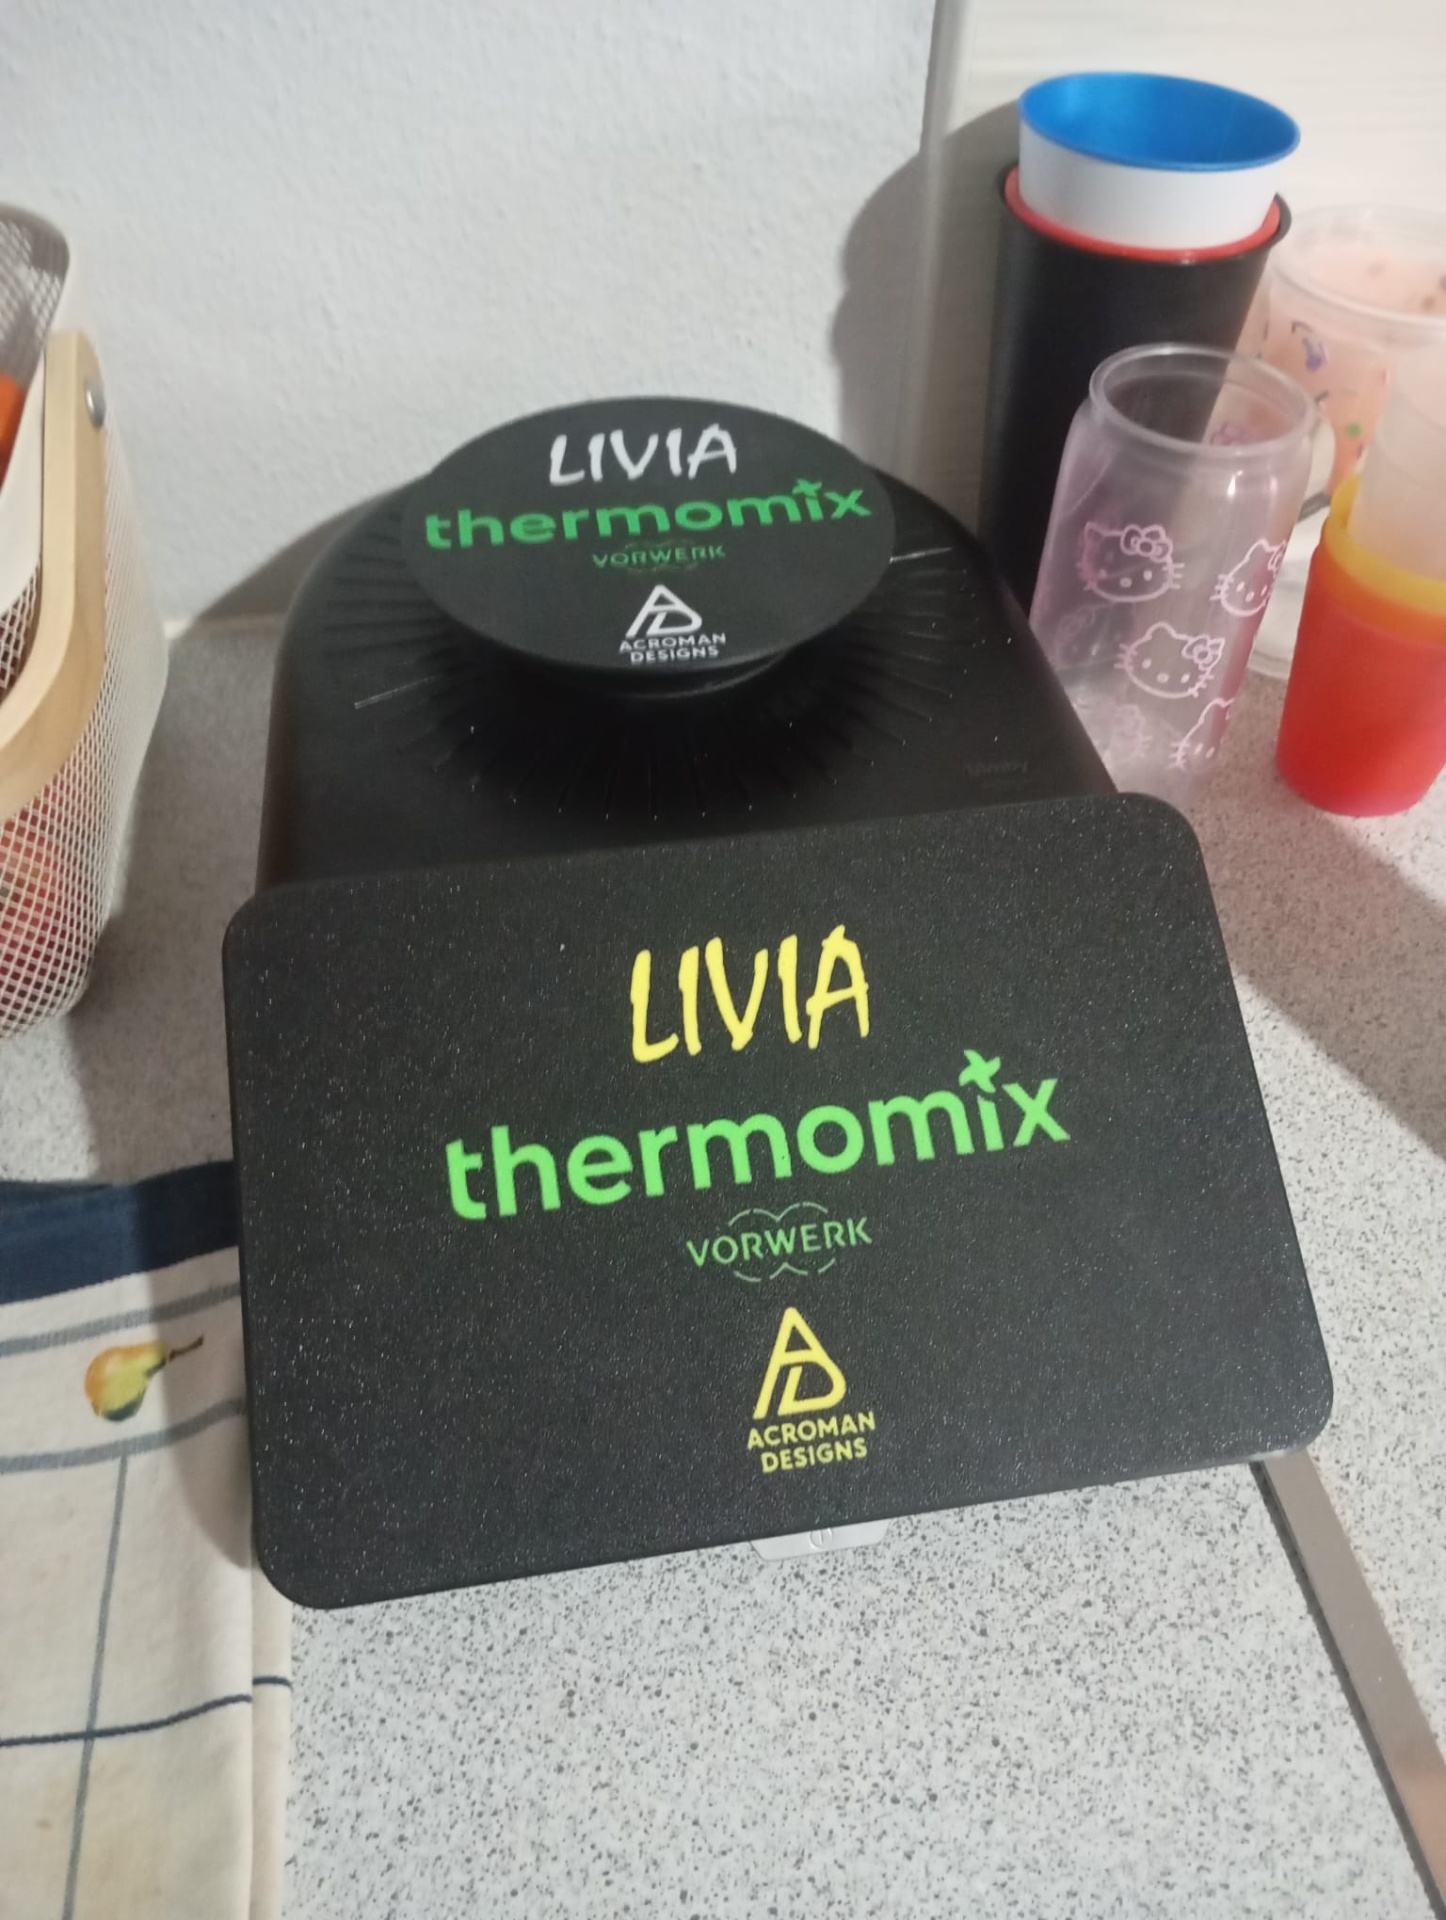 LIVIA
thermomix
VORWERK
ACROMAN
DESIGNS
LIVIA
thermomix
VORWERK
ACROMAN
DESIGNS